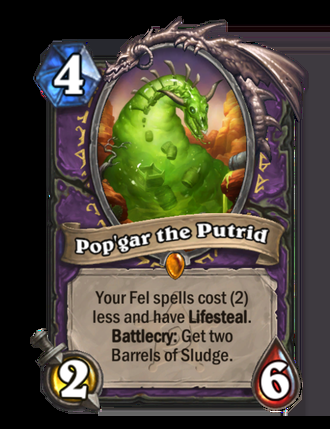 4
Pop'gar the Putrid
Your Fel spells cost (2)
less and have Lifesteal.
Battlecry: Get two
Barrels of Sludge.
2
6